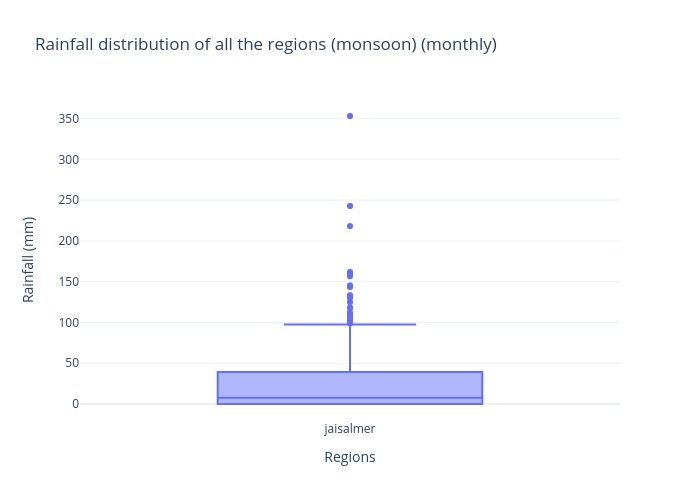 Rainfall distribution of all the regions (monsoon) (monthly)
350
300
250
200
150
100
50
0
Rainfall (mm)
jaisalmer
Regions